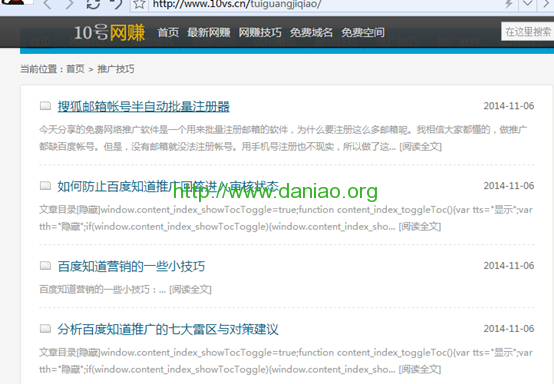 http://www.10vs.cn/tuiguangjiqiao/
10号网赚 首页 最新网赚 网赚技巧 免费域名 免费空间 在这里搜索
当前位置：首页 > 推广技巧
搜狐邮箱帐号半自动批量注册器 2014-11-06
今天分享的免费网络推广软件是一个用来批量注册邮箱的软件，为什么要注册这么多邮箱呢。我相信大家都懂的，做推广
都缺百度帐号。但是，没有邮箱就没法注册帐号。用手机号注册也不现实，所以做了这... [阅读全文]
如何防止百度知道推广回答进入审核状态 2014-11-06
http://www.daniao.org
文章目录[隐藏]window.content_index_showTocToggle=true;function content_index_toggleToc(){var tts="显示";var
tth="隐藏";if(window.content_index_showTocToggle){window.content_index_sho... [阅读全文]
百度知道营销的一些小技巧 2014-11-06
百度知道营销的一些小技巧：... [阅读全文]
分析百度知道推广的七大雷区与对策建议 2014-11-06
文章目录[隐藏]window.content_index_showTocToggle=true;function content_index_toggleToc(){var tts="显示";var
tth="隐藏";if(window.content_index_showTocToggle){window.content_index_sho... [阅读全文]